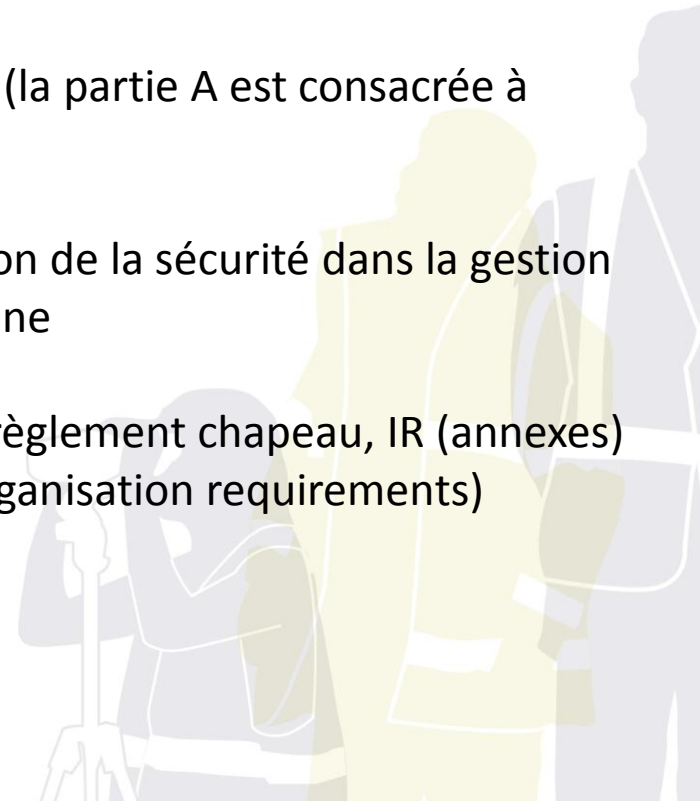 (la partie A est consacrée à
on de la sécurité dans la gestion
ne
règlement chapeau, IR (annexes)
ganisation requirements)